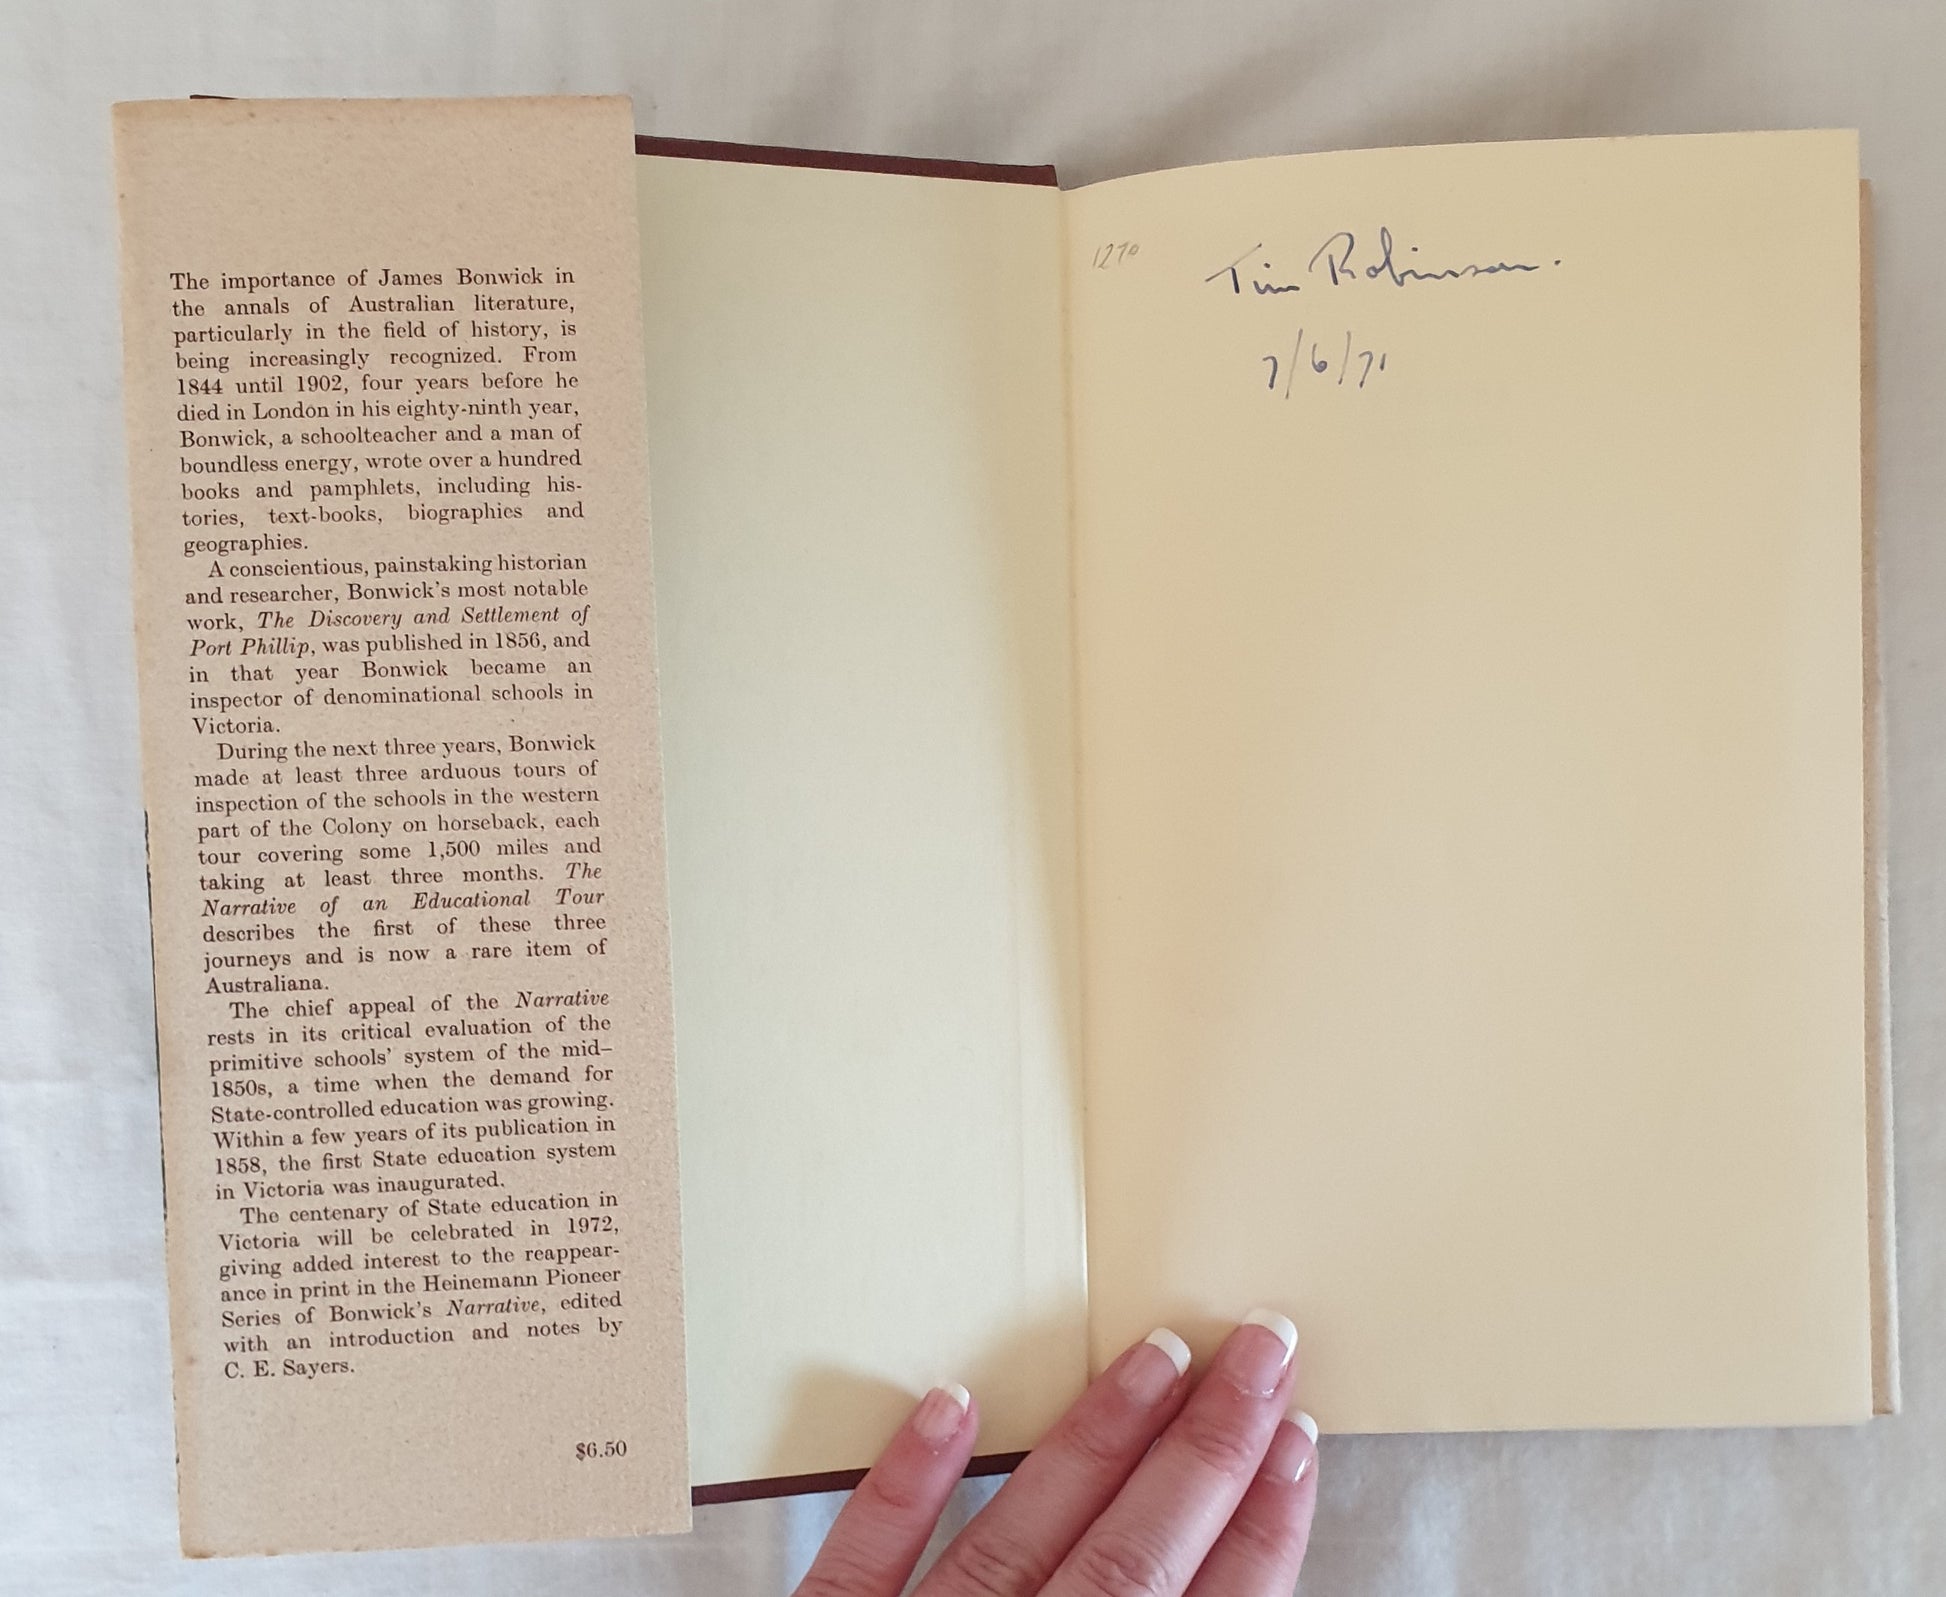 The importance of James Bonwick in
the annals of Australian literature,
particularly in the field of history, is
being increasingly recognized. From
1844 until 1902, four years before he
died in London in his eighty-ninth year,
Bonwick, a schoolteacher and a man of
boundless energy, wrote over a hundred
books and pamphlets, including his-
tories, text-books, biographies and
geographies.
A conscientious, painstaking historian
and researcher, Bonwick's most notable
work, The Discovery and Settlement of
Port Phillip, was published in 1856, and
in that year Bonwick became an
inspector of denominational schools in
Victoria.
During the next three years, Bonwick
made at least three arduous tours of
inspection of the schools in the western
part of the Colony on horseback, each
tour covering some 1,500 miles and
taking at least three months. The
Narrative of an Educational Tour
describes the first of these three
journeys and is now a rare item of
Australiana.
The chief appeal of the Narrative
rests in its critical evaluation of the
primitive schools' system of the mid–
1850s, a time when the demand for
State-controlled education was growing.
Within a few years of its publication in
1858, the first State education system
in Victoria was inaugurated.
The centenary of State education in
Victoria will be celebrated in 1972,
giving added interest to the reappear-
ance in print in the Heinemann Pioneer
Series of Bonwick's Narrative, edited
with an introduction and notes by
C. E. Sayers.
$6.50
1270
Tim Robinson.
7/6/71